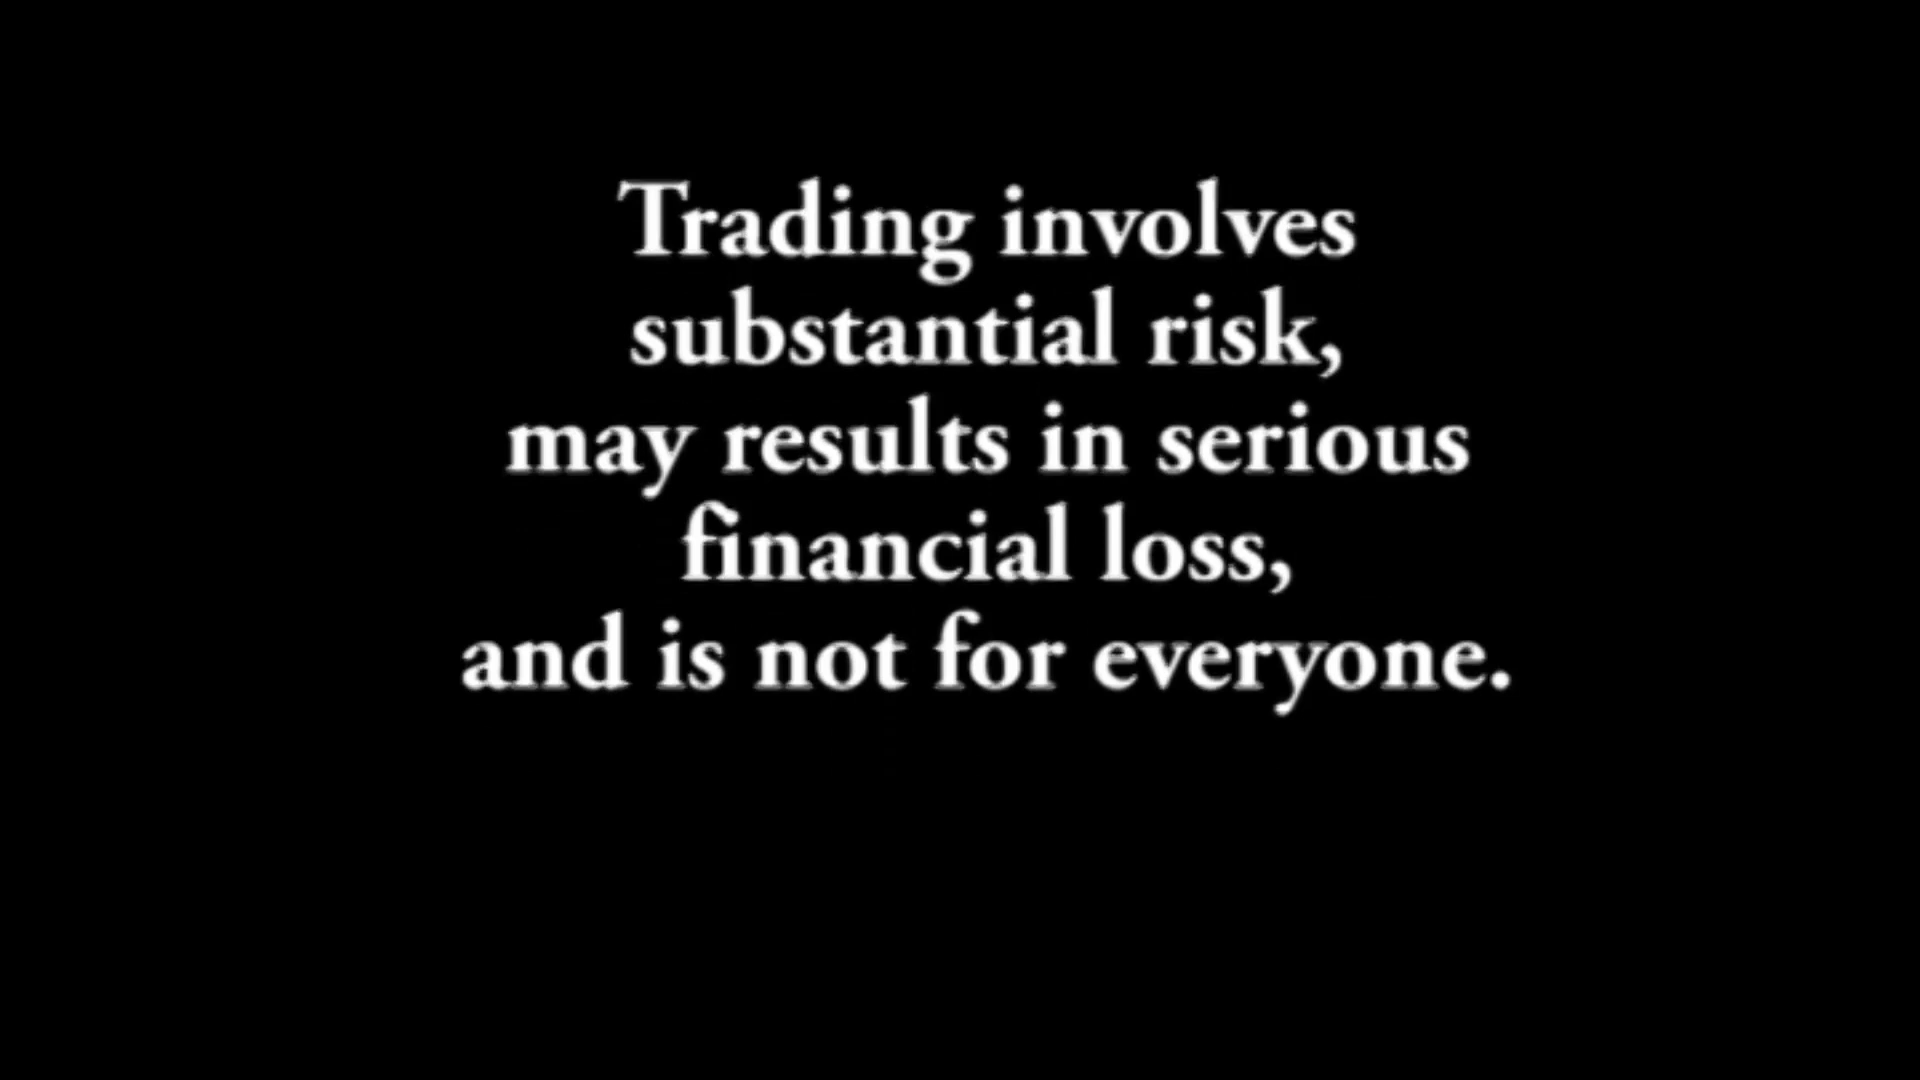 Trading involves
substantial risk,
may results in serious
financial loss,
and is not for everyone.